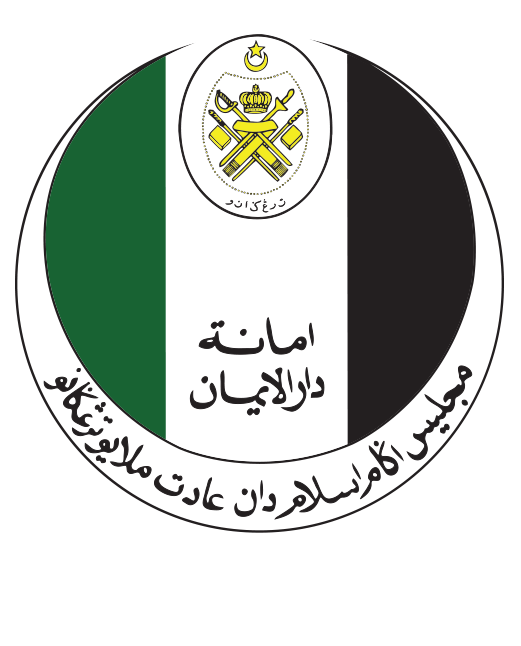 ترڠݢانو
امانة
دارالايمان
مجليس اݢام اسلام دان عادت ملايو ترڠݢانو